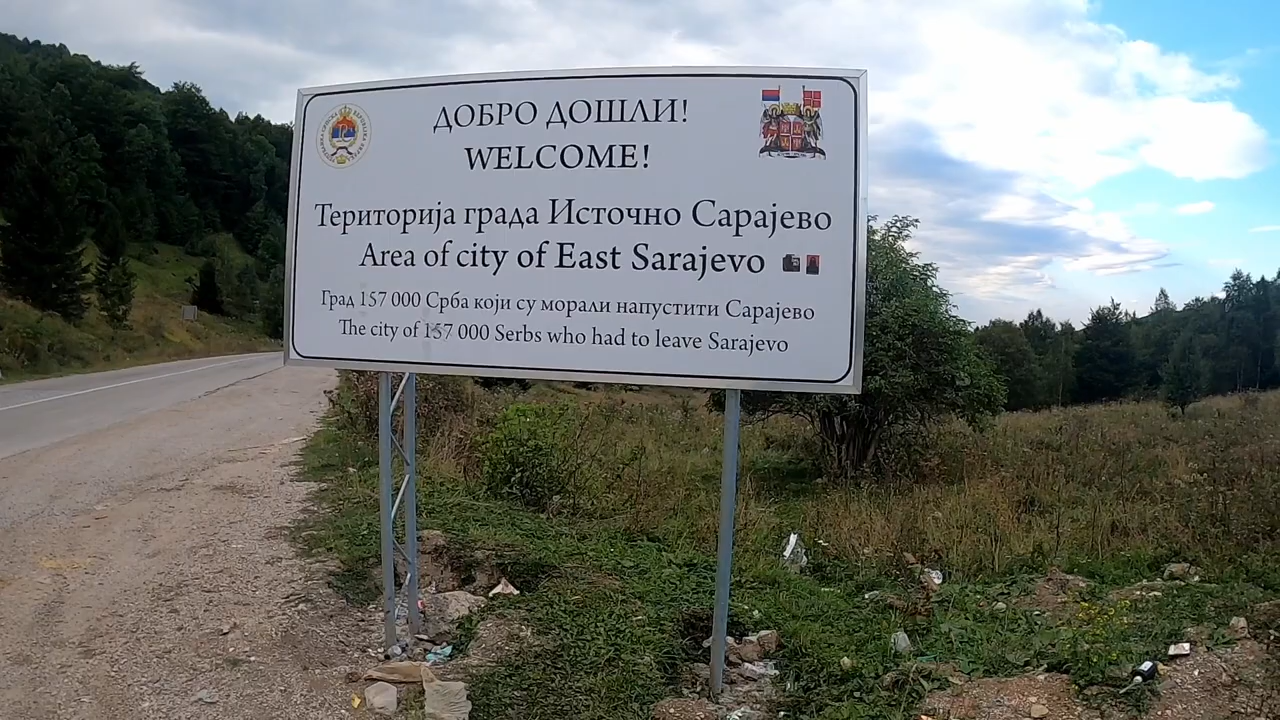 ДОБРО ДОШЛИ!
WELCOME!
Територија града Источно Сарајево
Area of city of East Sarajevo
Град 157 000 Срба који су морали напустити Сарајево
The city of 157 000 Serbs who had to leave Sarajevo